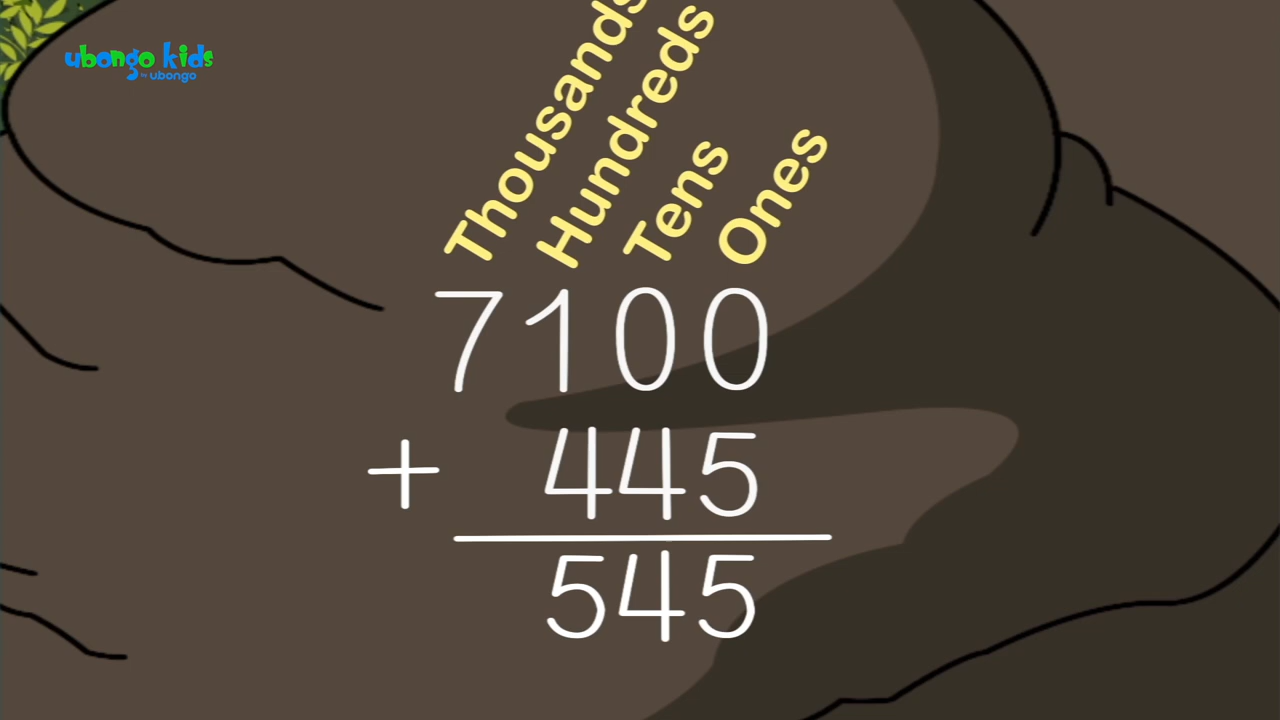 ubongo kids
by ubongo
Thousands
Hundreds
Tens
Ones
7100
+ 445
545